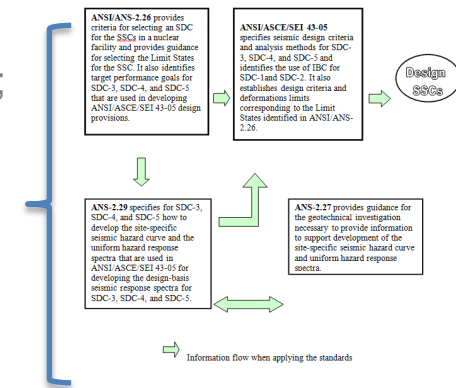 ANSI/ANS-2.26 provides
criteria for selecting an SDC
for the SSCs in a nuclear
facility and provides guidance
for selecting the Limit States
for the SSC. It also identifies
target performance goals for
SDC-3, SDC-4, and SDC-5
that are used in developing
ANSI/ASCE/SEI 43-05 design
provisions.
ANSI/ASCE/SEI 43-05
specifies seismic design criteria
and analysis methods for SDC-
3, SDC-4, and SDC-5 and
identifies the use of IBC for
SDC-1and SDC-2. It also
establishes design criteria and
deformations limits
corresponding to the Limit
States identified in ANSI/ANS-
2.26.
Design
SSCs
ANS-2.29 specifies for SDC-3,
SDC-4, and SDC-5 how to
develop the site-specific
seismic hazard curve and the
uniform hazard response
spectra that are used in
ANSI/ASCE/SEI 43-05 for
developing the design-basis
seismic response spectra for
SDC-3, SDC-4, and SDC-5.
ANS-2.27 provides guidance for
the geotechnical investigation
necessary to provide information
to support development of the
site-specific seismic hazard curve
and uniform hazard response
spectra.
Information flow when applying the standards